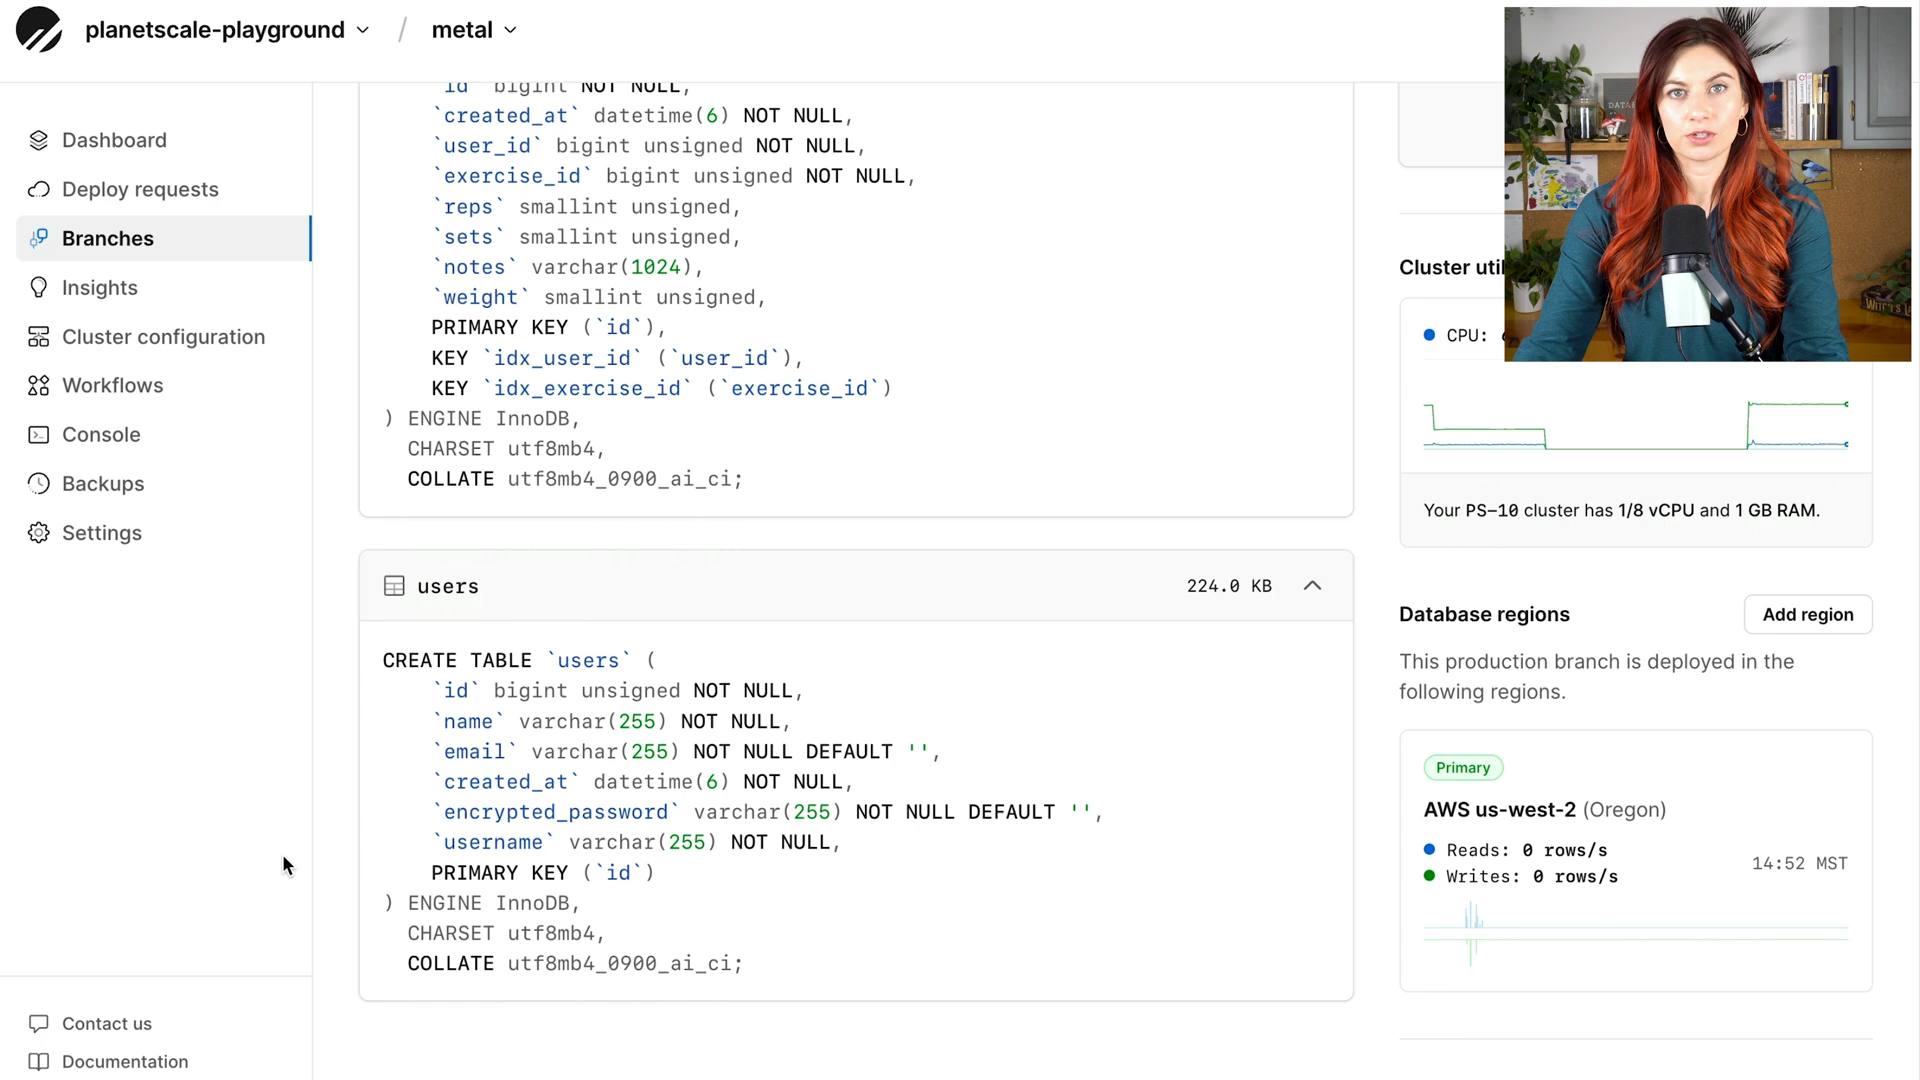 planetscale-playground / metal
Dashboard
Deploy requests
Branches
Insights
Cluster configuration
Workflows
Console
Backups
Settings
Contact us
Documentation
`id` bigint NOT NULL,
`created_at` datetime(6) NOT NULL,
`user_id` bigint unsigned NOT NULL,
`exercise_id` bigint unsigned NOT NULL,
`reps` smallint unsigned,
`sets` smallint unsigned,
`notes` varchar(1024),
`weight` smallint unsigned,
PRIMARY KEY (`id`),
KEY `idx_user_id` (`user_id`),
KEY `idx_exercise_id` (`exercise_id`)
) ENGINE InnoDB,
CHARSET utf8mb4,
COLLATE utf8mb4_0900_ai_ci;
users 224.0 KB
CREATE TABLE `users` (
`id` bigint unsigned NOT NULL,
`name` varchar(255) NOT NULL,
`email` varchar(255) NOT NULL DEFAULT '',
`created_at` datetime(6) NOT NULL,
`encrypted_password` varchar(255) NOT NULL DEFAULT '',
`username` varchar(255) NOT NULL,
PRIMARY KEY (`id`)
) ENGINE InnoDB,
CHARSET utf8mb4,
COLLATE utf8mb4_0900_ai_ci;
Cluster util
CPU:
Your PS-10 cluster has 1/8 vCPU and 1 GB RAM.
Database regions
Add region
This production branch is deployed in the
following regions.
Primary
AWS us-west-2 (Oregon)
Reads: 0 rows/s
Writes: 0 rows/s
14:52 MST